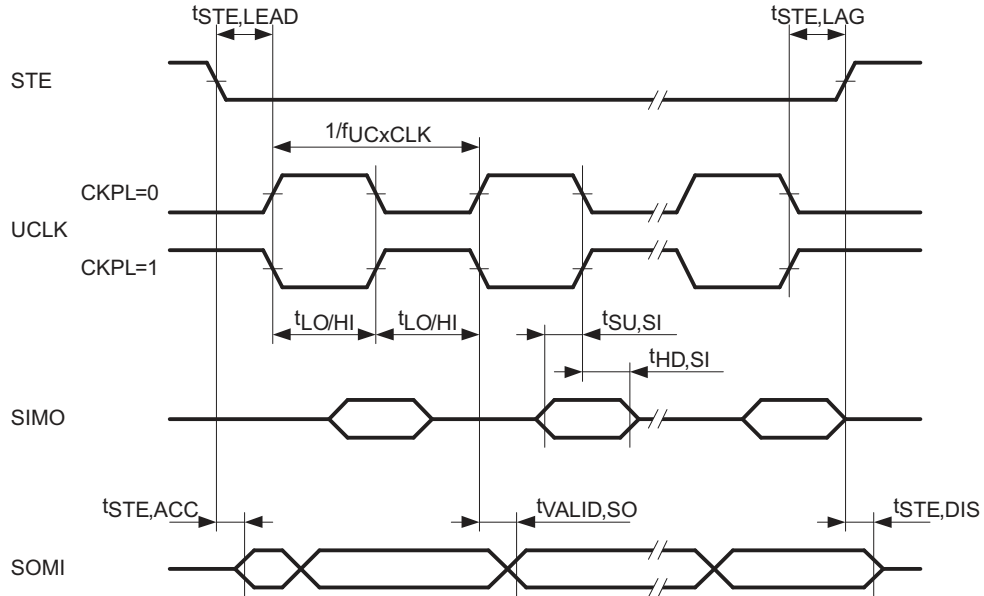 tSTE,LEAD
tSTE,LAG
STE
1/fUCxCLK
CKPL=0
UCLK
CKPL=1
tLO/HI
tLO/HI
tSU,SI
tHD,SI
SIMO
tSTE,ACC
tVALID,SO
tSTE,DIS
SOMI